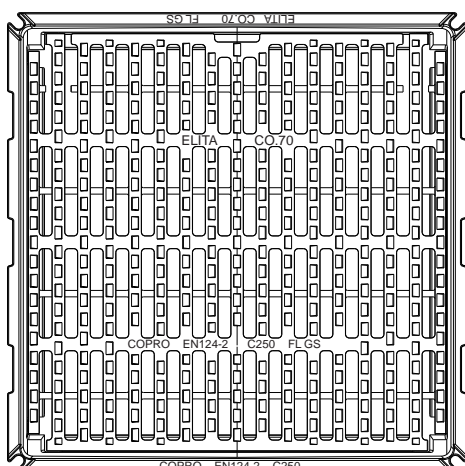 ELITA CO.70 FL GS
ELITA CO.70
COPRO EN124-2 C250 FL GS
COPRO EN124-2 C250